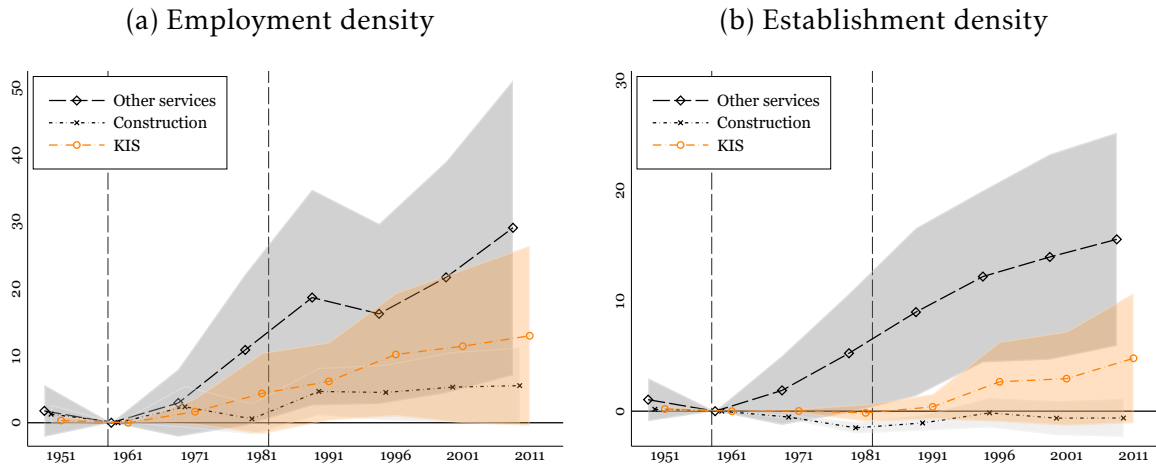 (a) Employment density
50
40
30
20
10
0
Other services
Construction
KIS
1951 1961 1971 1981 1991 1996 2001 2011
(b) Establishment density
30
20
10
0
Other services
Construction
KIS
1951 1961 1971 1981 1991 1996 2001 2011